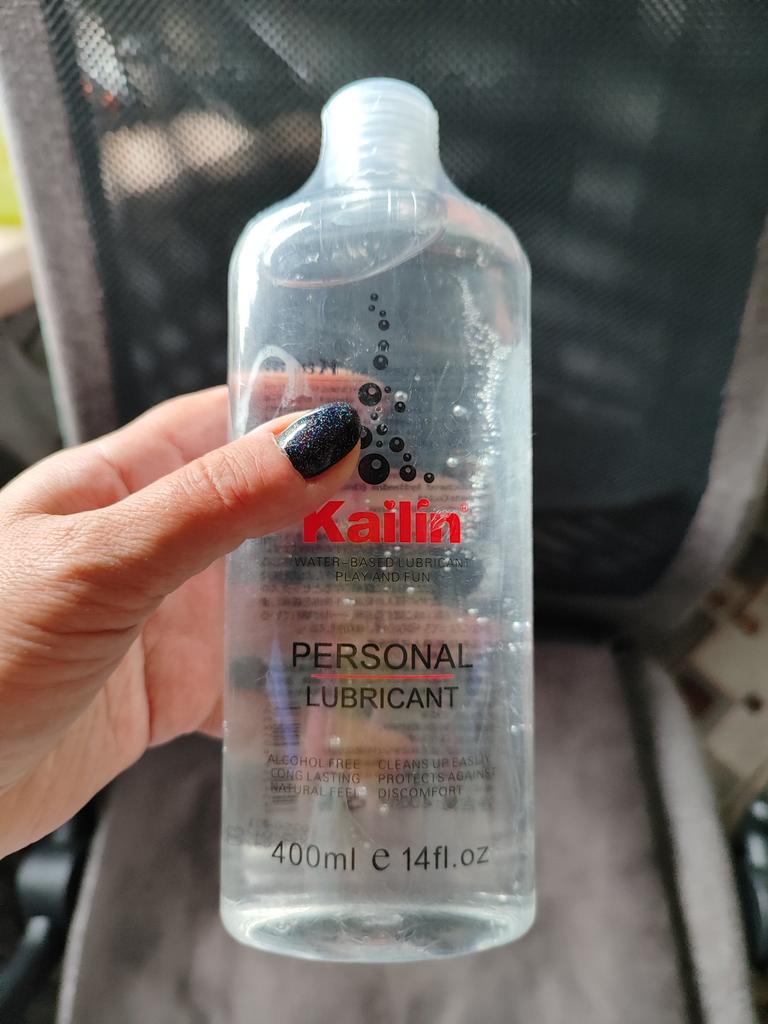 Kailin®
WATER-BASED LUBRICANT
PLAY AND FUN
PERSONAL
LUBRICANT
ALCOHOL FREE
LONG LASTING
NATURAL FEEL
CLEANS UP EASLIY
PROTECTS AGAINST
DISCOMFORT
400ml e 14fl.oz